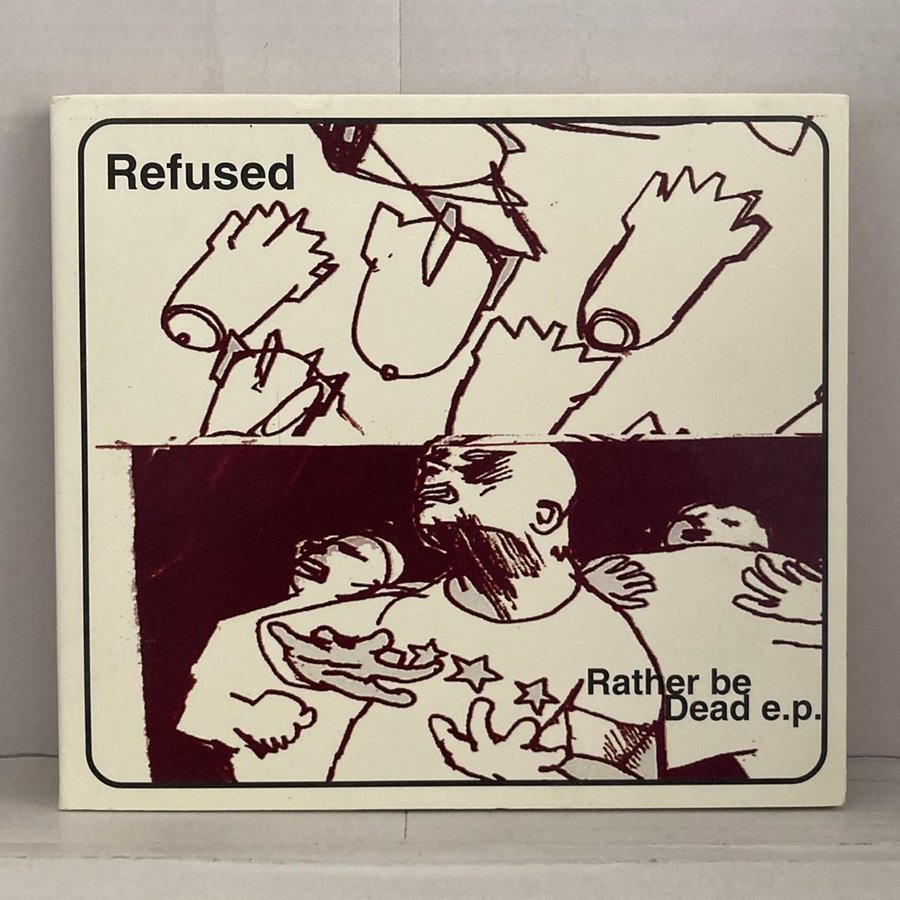 Refused
Rather be
Dead e.p.